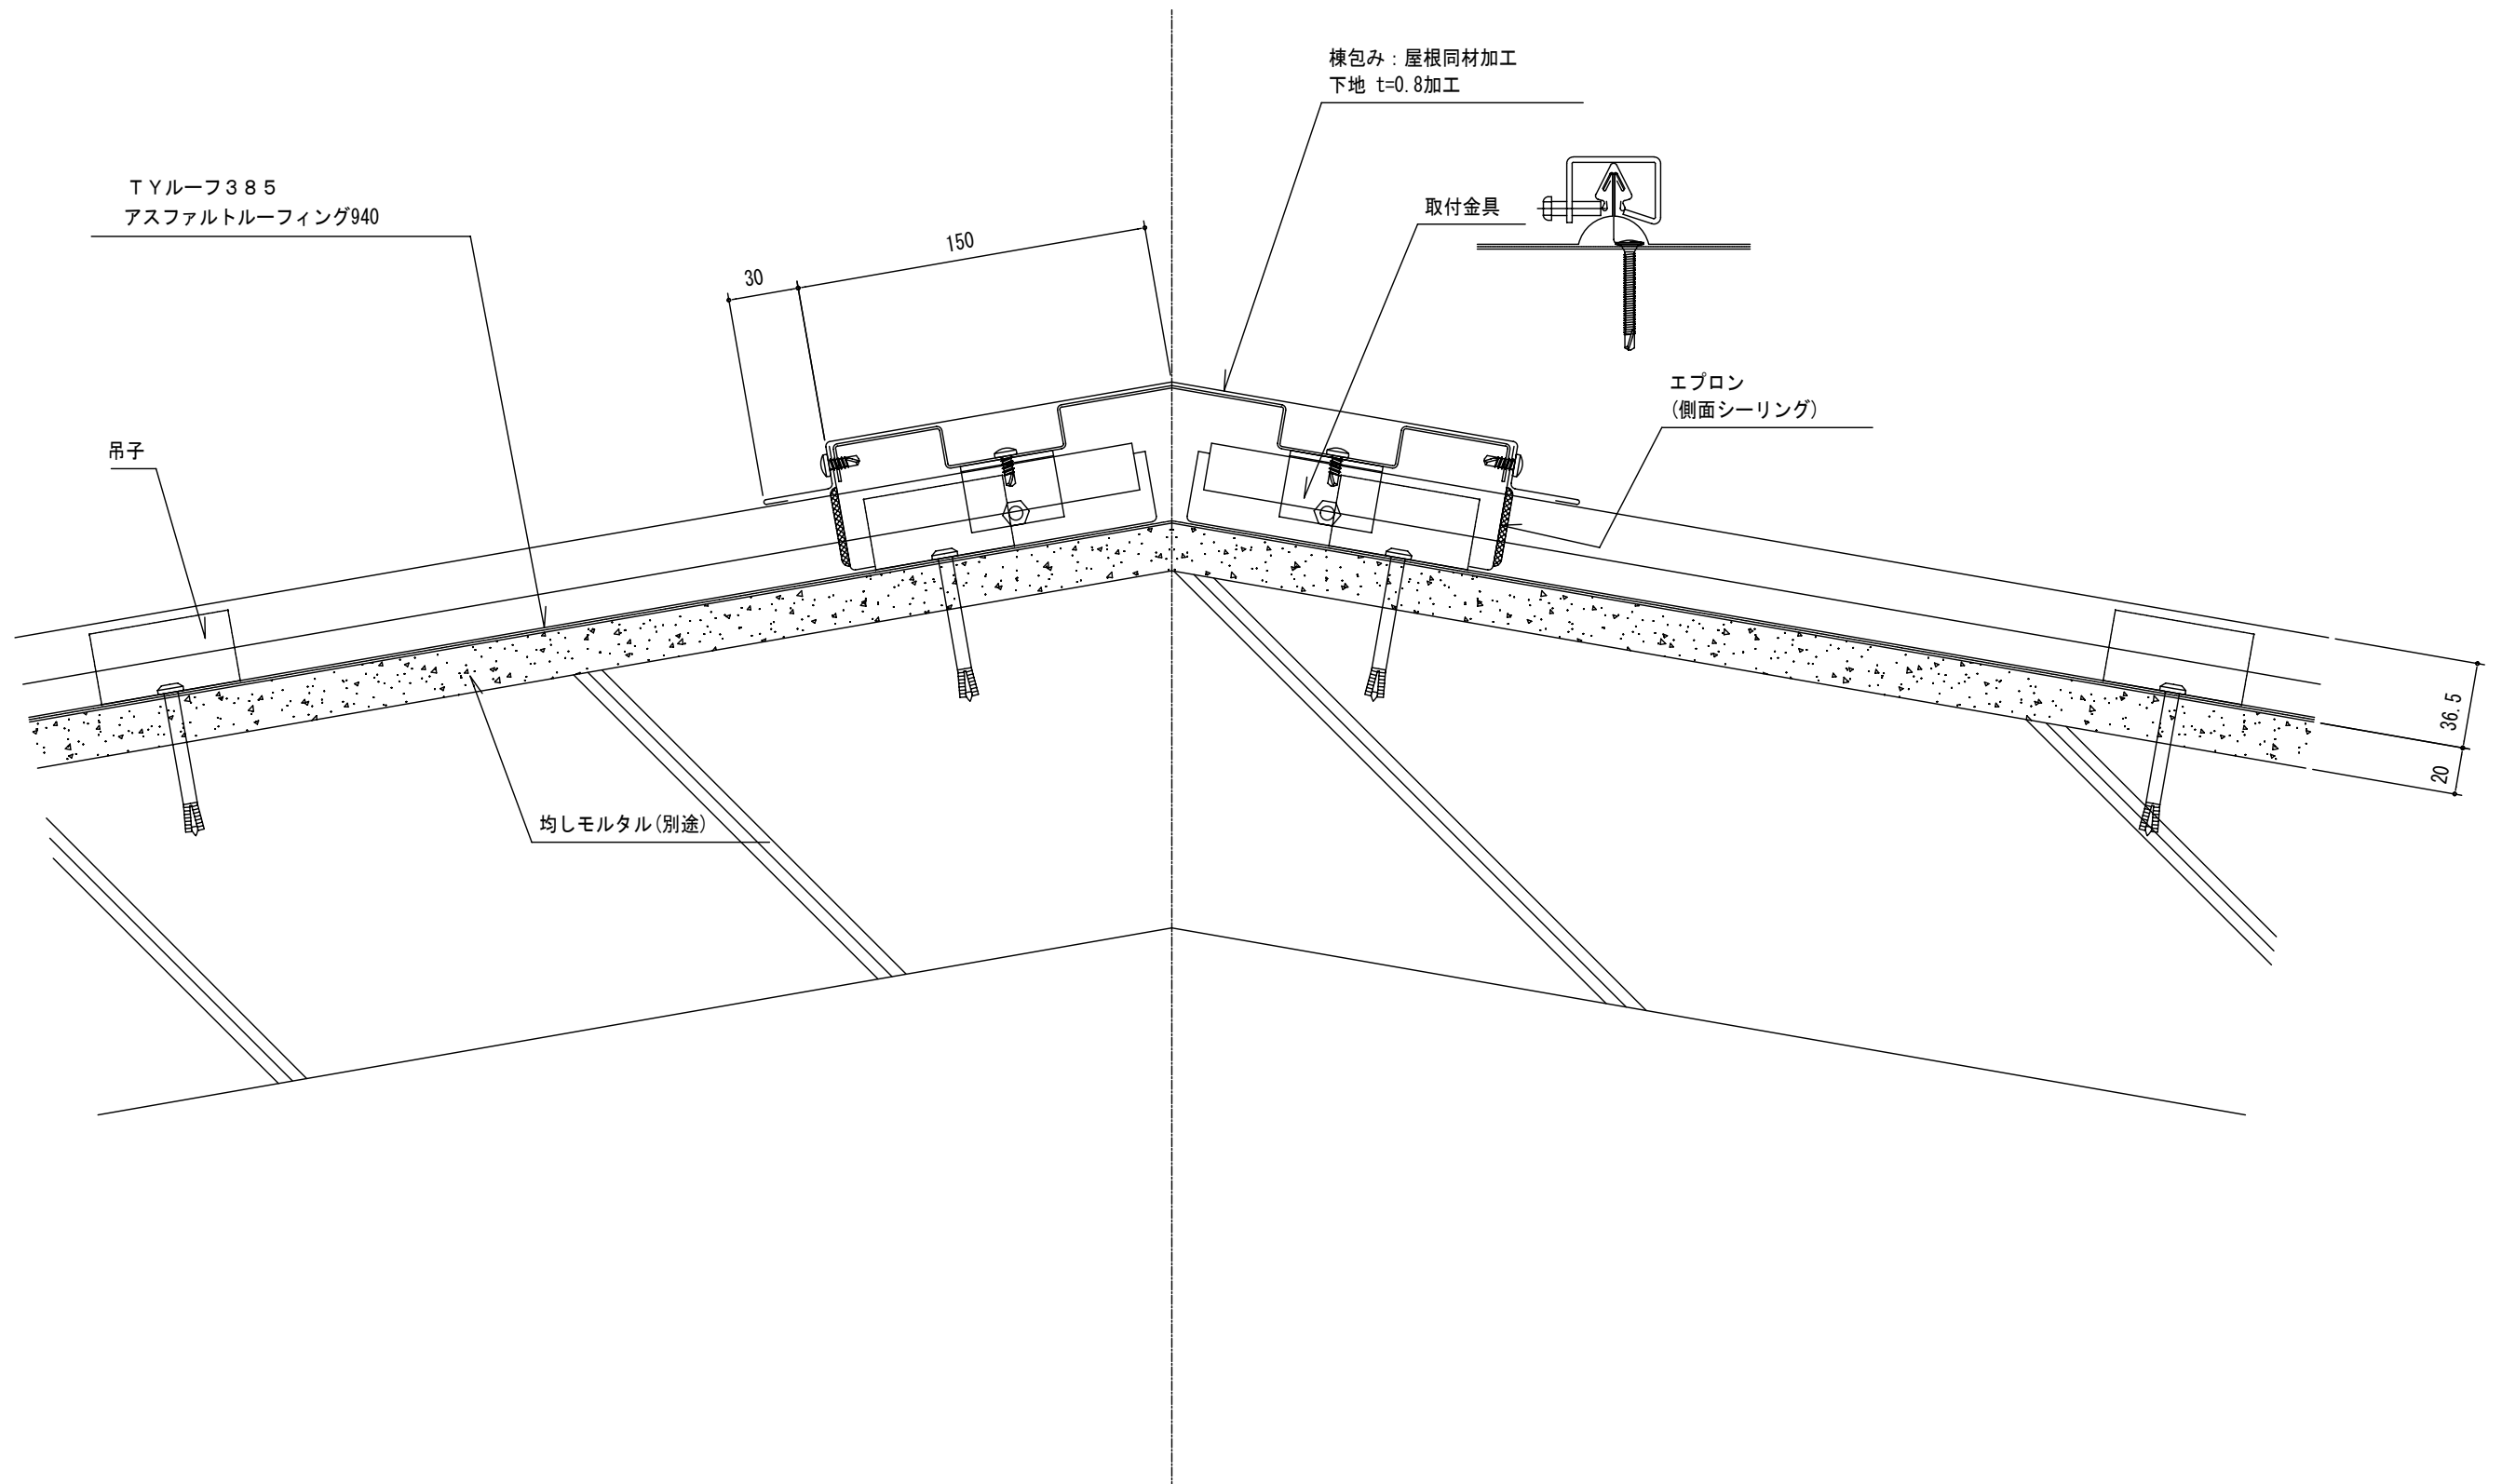 棟包み：屋根同材加工
下地 t=0.8加工
ＴＹルーフ３８５
アスファルトルーフィング940
取付金具
150
30
エプロン
(側面シーリング)
吊子
36.5
20
均しモルタル(別途)